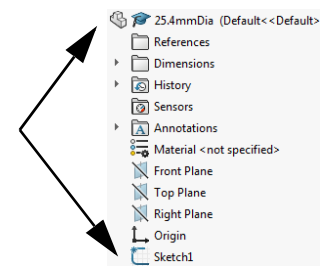 25.4mmDia (Default<<Default>
References
Dimensions
History
Sensors
A Annotations
Material <not specified>
Front Plane
Top Plane
Right Plane
Origin
Sketch1